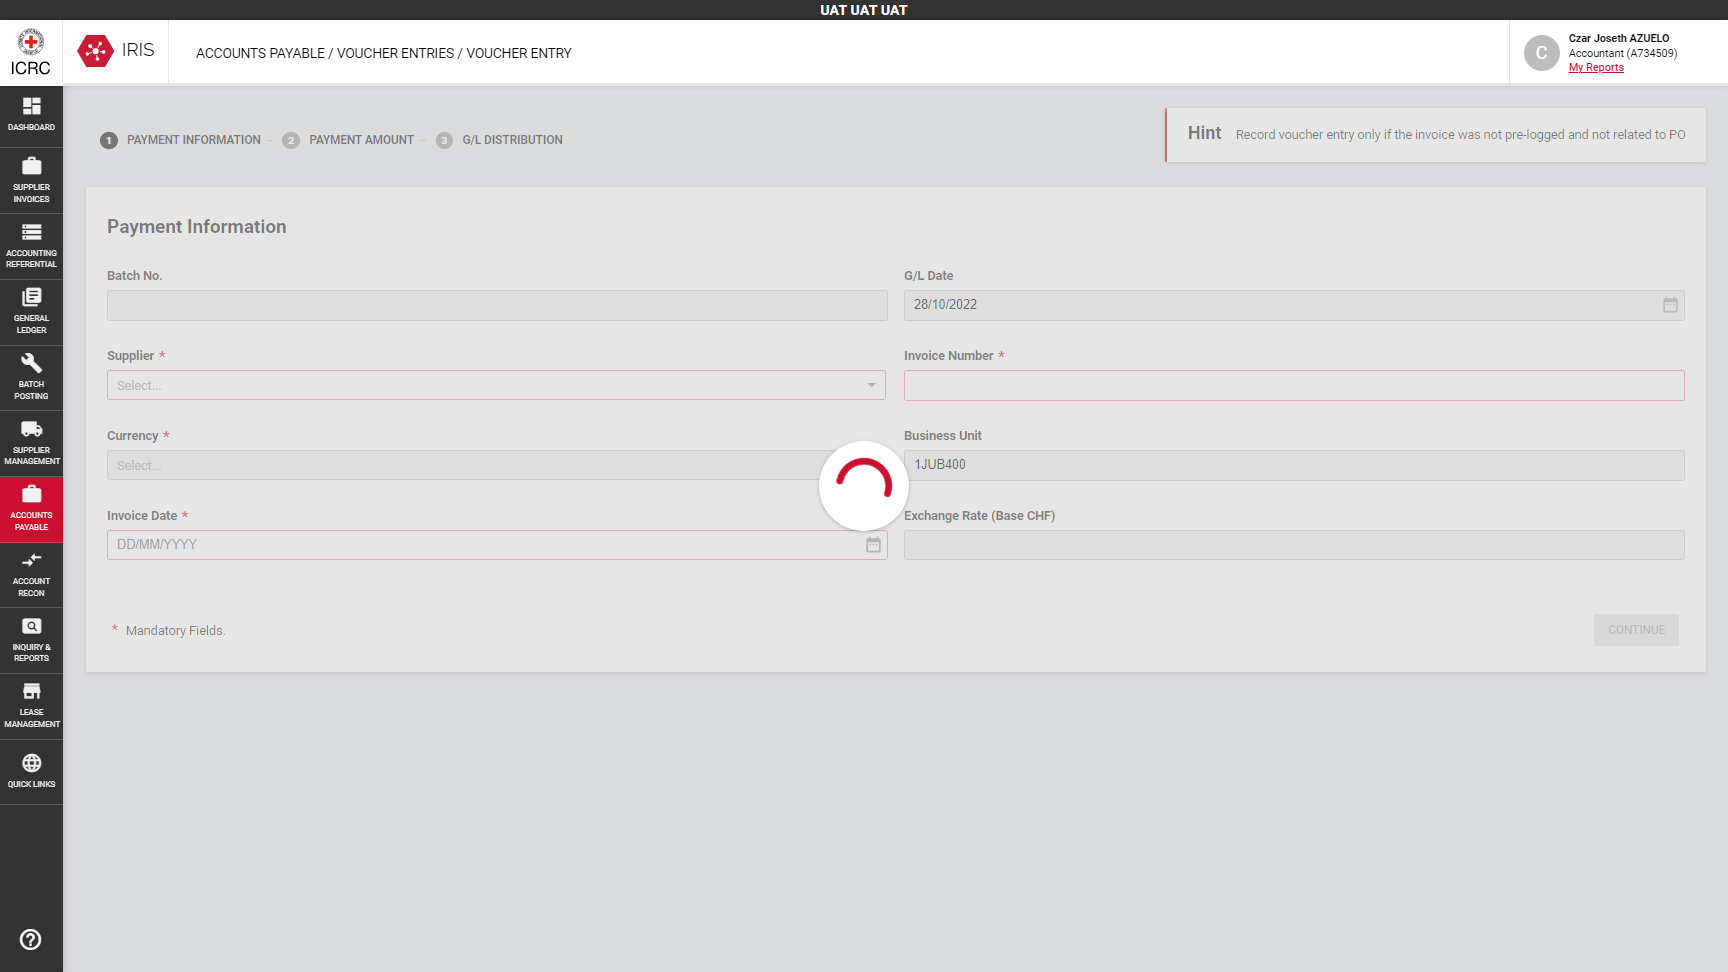 UAT UAT UAT
ICRC
IRIS
ACCOUNTS PAYABLE / VOUCHER ENTRIES / VOUCHER ENTRY
C
Czar Joseth AZUELO
Accountant (A734509)
My Reports
DASHBOARD
SUPPLIER
INVOICES
ACCOUNTING
REFERENTIAL
GENERAL
LEDGER
BATCH
POSTING
SUPPLIER
MANAGEMENT
ACCOUNTS
PAYABLE
ACCOUNT
RECON
INQUIRY &
REPORTS
LEASE
MANAGEMENT
QUICK LINKS
1 PAYMENT INFORMATION - 2 PAYMENT AMOUNT - 3 G/L DISTRIBUTION
Hint Record voucher entry only if the invoice was not pre-logged and not related to PO
Payment Information
Batch No.
G/L Date
28/10/2022
Supplier *
Select...
Invoice Number *
Currency *
Select...
Business Unit
1JUB400
Invoice Date *
DD/MM/YYYY
Exchange Rate (Base CHF)
* Mandatory Fields.
CONTINUE